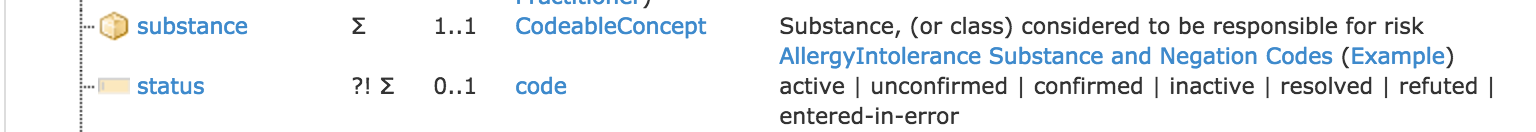 Practitioner)
substance Σ 1..1 CodeableConcept Substance, (or class) considered to be responsible for risk
AllergyIntolerance Substance and Negation Codes (Example)
status ?! Σ 0..1 code active | unconfirmed | confirmed | inactive | resolved | refuted |
entered-in-error